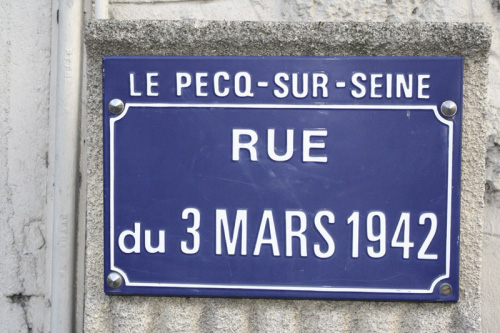 LE PECQ-SUR-SEINE
RUE
du 3 MARS 1942